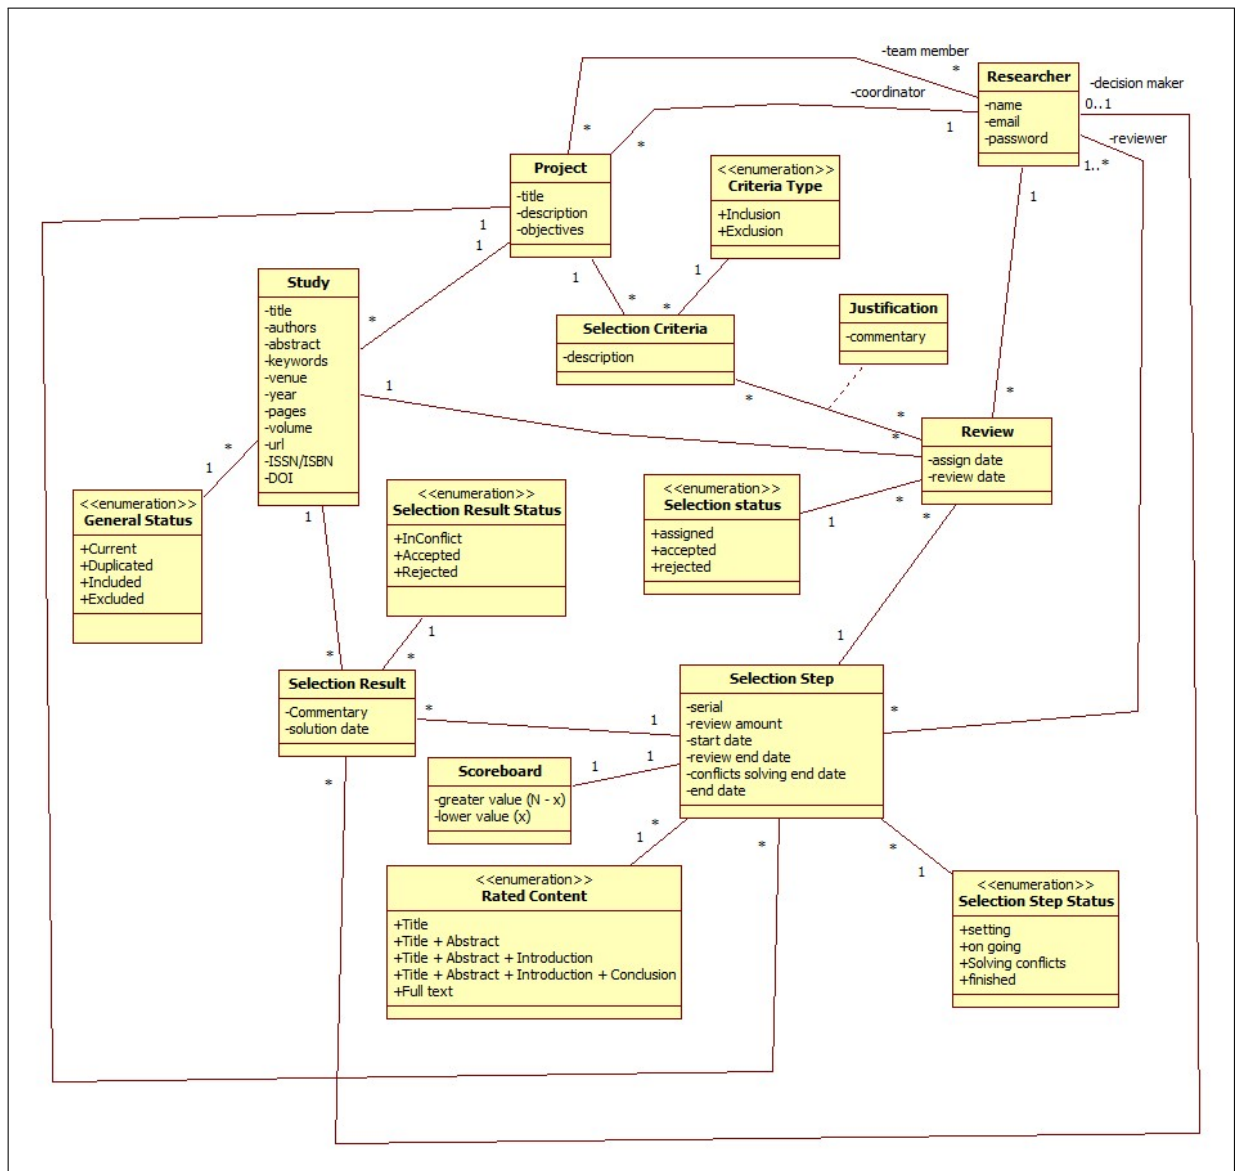 -team member
*
Researcher
-name
-email
-password
-decision maker
0..1
-coordinator
1
-reviewer
1..*
*
*
Project
-title
-description
-objectives
<<enumeration>>
Criteria Type
+Inclusion
+Exclusion
1
1
1
1
1
*
*
*
Study
-title
-authors
-abstract
-keywords
-venue
-year
-pages
-volume
-url
-ISSN/ISBN
-DOI
Selection Criteria
-description
Justification
-commentary
1
*
*
*
*
Review
-assign date
-review date
*
1
<<enumeration>>
General Status
+Current
+Duplicated
+Included
+Excluded
<<enumeration>>
Selection Result Status
+InConflict
+Accepted
+Rejected
<<enumeration>>
Selection status
+assigned
+accepted
+rejected
*
1
*
1
1
1
*
*
Selection Result
-Commentary
-solution date
*
1
Selection Step
-serial
-review amount
-start date
-review end date
-conflicts solving end date
-end date
*
*
Scoreboard
-greater value (N - x)
-lower value (x)
1
1
*
1
*
*
1
<<enumeration>>
Rated Content
+Title
+Title + Abstract
+Title + Abstract + Introduction
+Title + Abstract + Introduction + Conclusion
+Full text
<<enumeration>>
Selection Step Status
+setting
+on going
+Solving conflicts
+finished